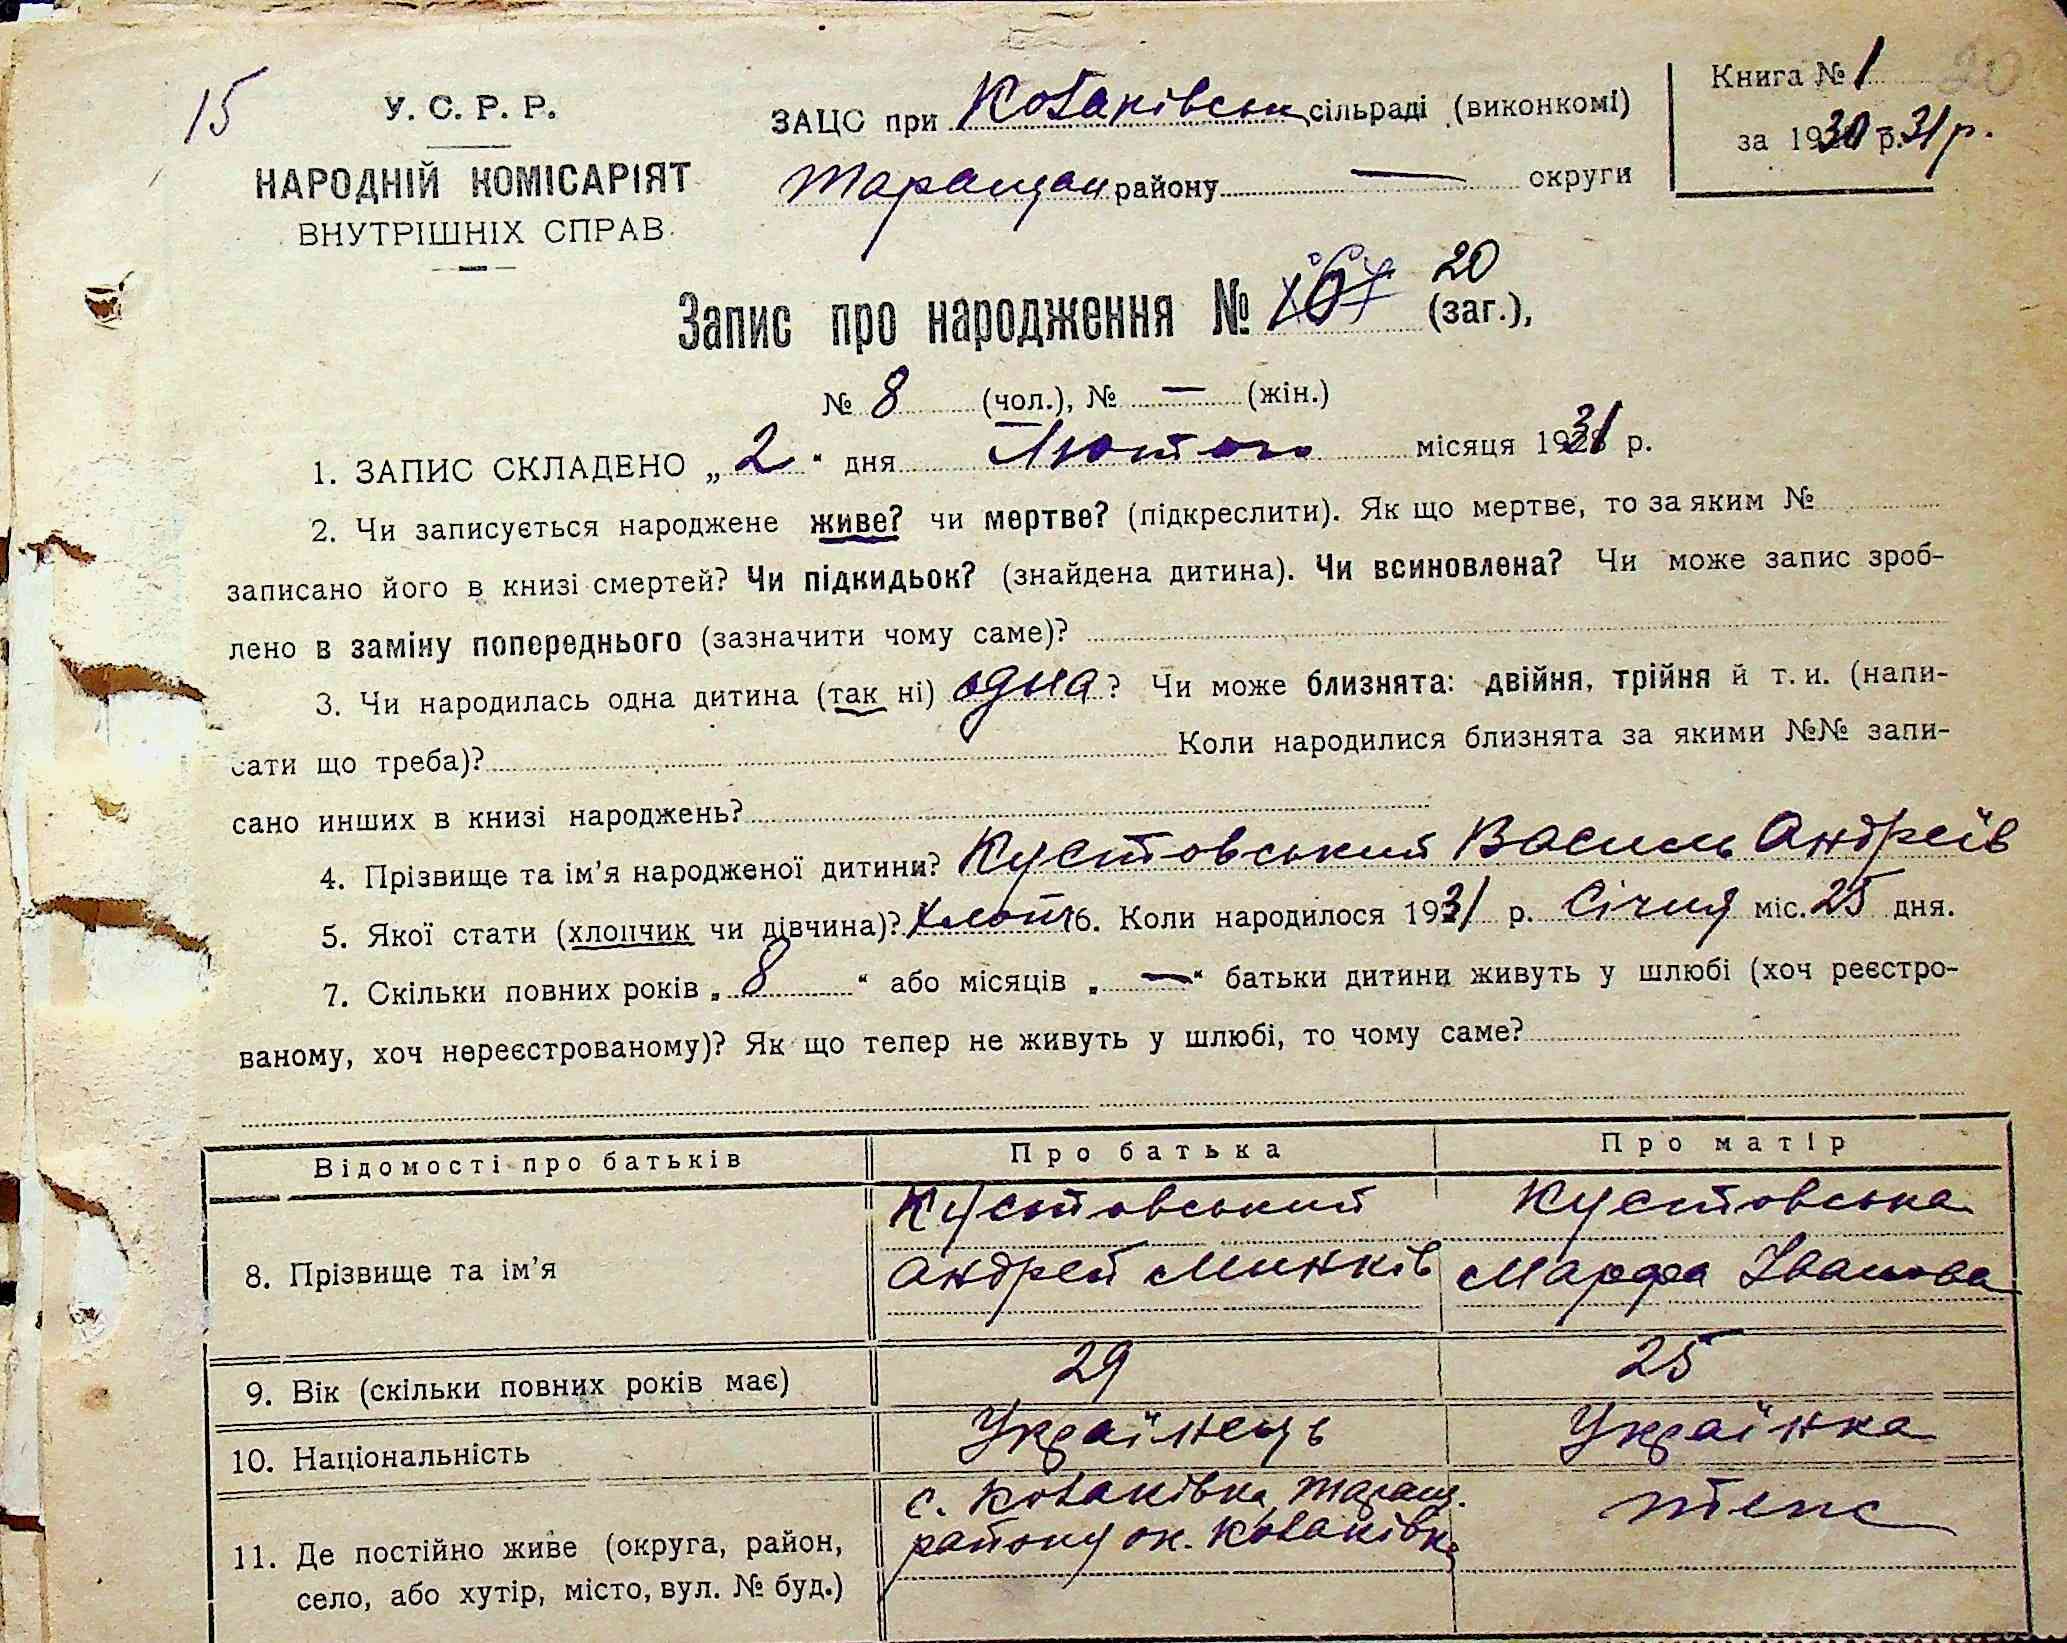 15
У. С. Р. Р.
НАРОДНІЙ КОМІСАРІЯТ
ВНУТРІШНІХ СПРАВ
ЗАЦС при Кошаківськ сільраді (виконкомі)
Таращан району — округи
Книга № 1 20
за 1930 р. 31 р.
Запис про народження № 20 (заг.),
№ 8 (чол.), № — (жін.)
1. ЗАПИС СКЛАДЕНО „2“ дня Лютого місяця 1931 р.
2. Чи записується народжене живе? чи мертве? (підкреслити). Як що мертве, то за яким №
записано його в книзі смертей? Чи підкидьок? (знайдена дитина). Чи всиновлена? Чи може запис зроб-
лено в заміну попереднього (зазначити чому саме)?
3. Чи народилась одна дитина (так ні) одна? Чи може близнята: двійня, трійня й т. и. (напи-
сати що треба)? Коли народилися близнята за якими №№ запи-
сано инших в книзі народжень?
4. Прізвище та ім’я народженої дитини? Кустовський Василь Андреїв
5. Якої стати (хлопчик чи дівчина)? Хлопч 6. Коли народилося 1931 р. Січня міс. 25 дня.
7. Скільки повних років „8“ або місяців „—“ батьки дитини живуть у шлюбі (хоч реєстро-
ваному, хоч нереєстрованому)? Як що тепер не живуть у шлюбі, то чому саме?
Відомості про батьків Про батька Про матір
8. Прізвище та ім’я
Кустовський
Андрей Минків
Кустовська
Марфа Іванова
9. Вік (скільки повних років має) 29 25
10. Національність Українець Українка
11. Де постійно живе (округа, район,
село, або хутір, місто, вул. № буд.)
с. Таращ.
району ок.
теж